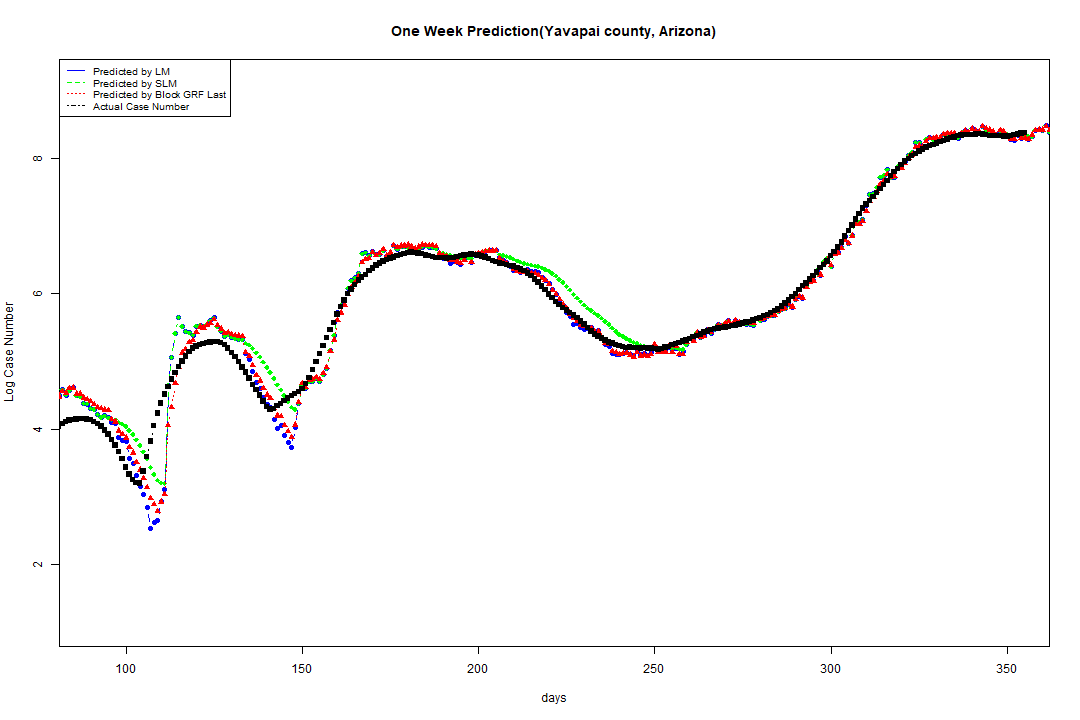 One Week Prediction(Yavapai county, Arizona)
Predicted by LM
Predicted by SLM
Predicted by Block GRF Last
Actual Case Number
8
6
4
2
Log Case Number
100 150 200 250 300 350
days